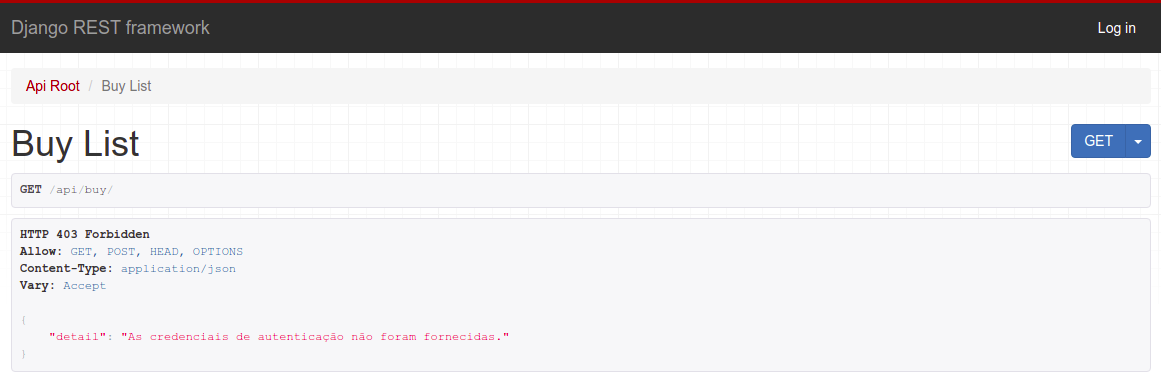 Django REST framework
Log in
Api Root / Buy List
Buy List
GET
GET /api/buy/
HTTP 403 Forbidden
Allow: GET, POST, HEAD, OPTIONS
Content-Type: application/json
Vary: Accept
{
"detail": "As credenciais de autenticação não foram fornecidas."
}